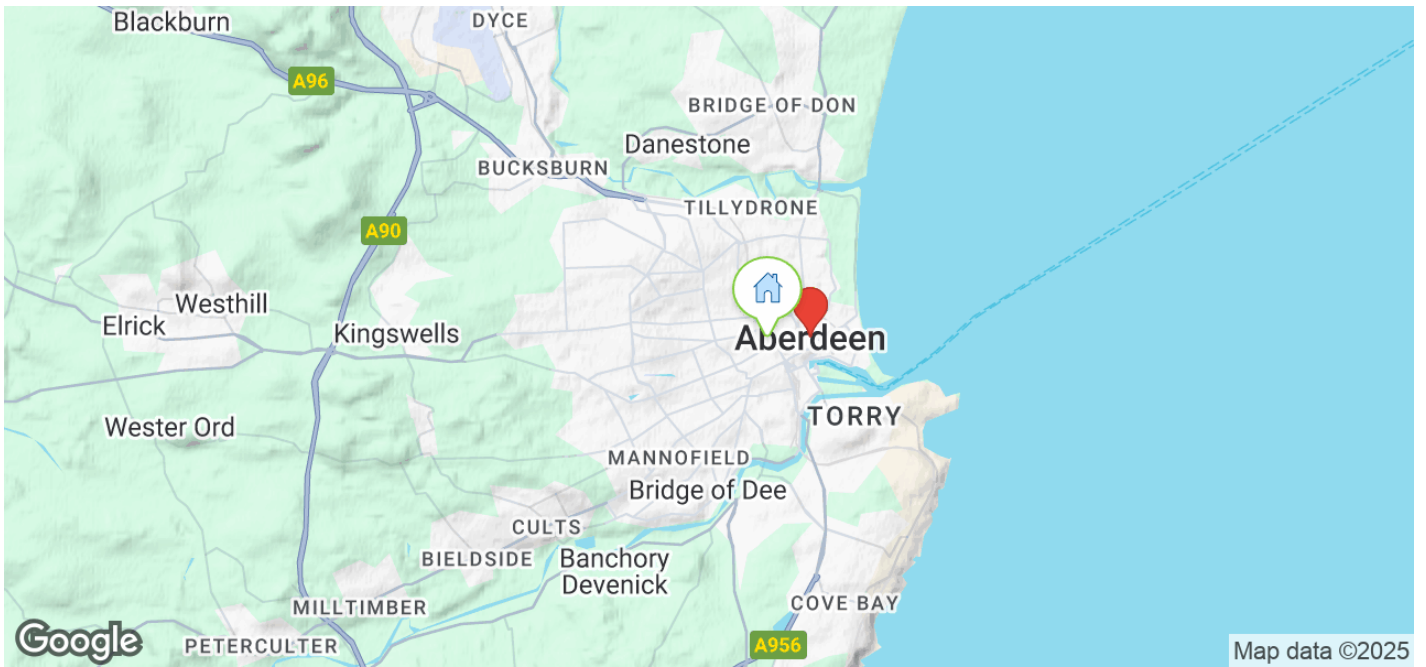 Blackburn
DYCE
A96
BRIDGE OF DON
Danestone
BUCKSBURN
TILLYDRONE
A90
Westhill
Elrick
Kingswells
Aberdeen
TORRY
Wester Ord
MANNOFIELD
Bridge of Dee
CULTS
BIELDSIDE
Banchory
Devenick
MILLTIMBER
COVE BAY
PETERCULTER
A956
Google
Map data ©2025